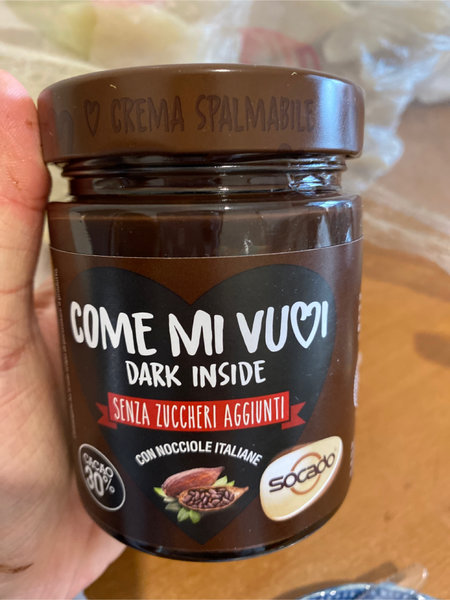 CREMA SPALMABILE
COME MI VUOI
DARK INSIDE
SENZA ZUCCHERI AGGIUNTI
CON NOCCIOLE ITALIANE
CACAO
30%
Socado